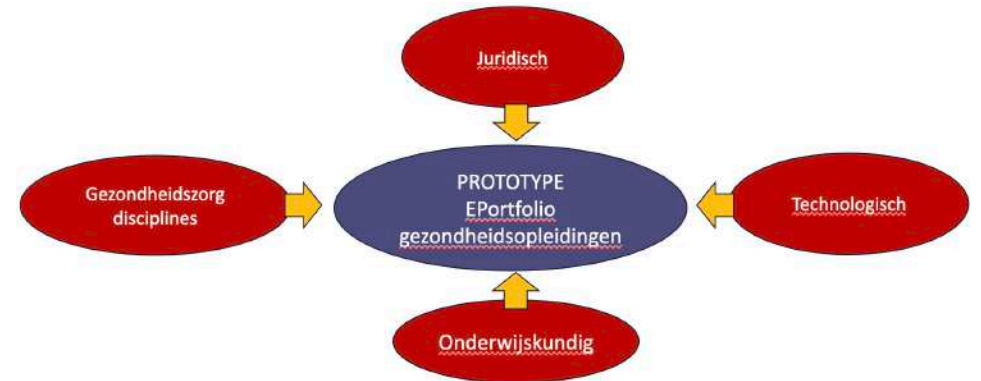 Juridisch
Gezondheidszorg
disciplines
PROTOTYPE
EPortfolio
gezondheidsopleidingen
Technologisch
Onderwijskundig